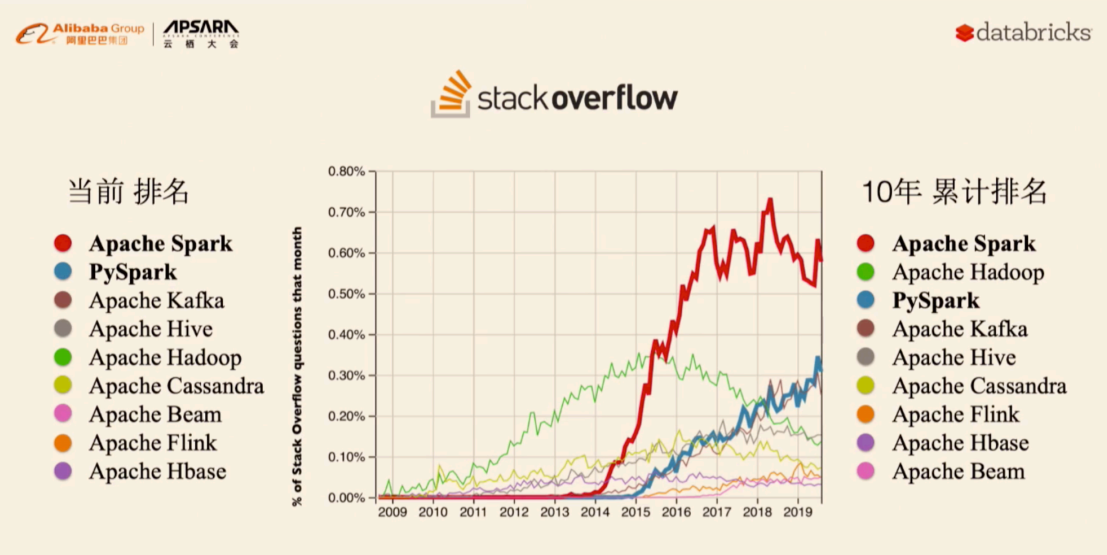 Alibaba Group
阿里巴巴集团
APSARA
云栖大会
databricks
stackoverflow
当前 排名
Apache Spark
PySpark
Apache Kafka
Apache Hive
Apache Hadoop
Apache Cassandra
Apache Beam
Apache Flink
Apache Hbase
% of Stack Overflow questions that month
0.80%
0.70%
0.60%
0.50%
0.40%
0.30%
0.20%
0.10%
0.00%
2009 2010 2011 2012 2013 2014 2015 2016 2017 2018 2019
10年 累计排名
Apache Spark
Apache Hadoop
PySpark
Apache Kafka
Apache Hive
Apache Cassandra
Apache Flink
Apache Hbase
Apache Beam